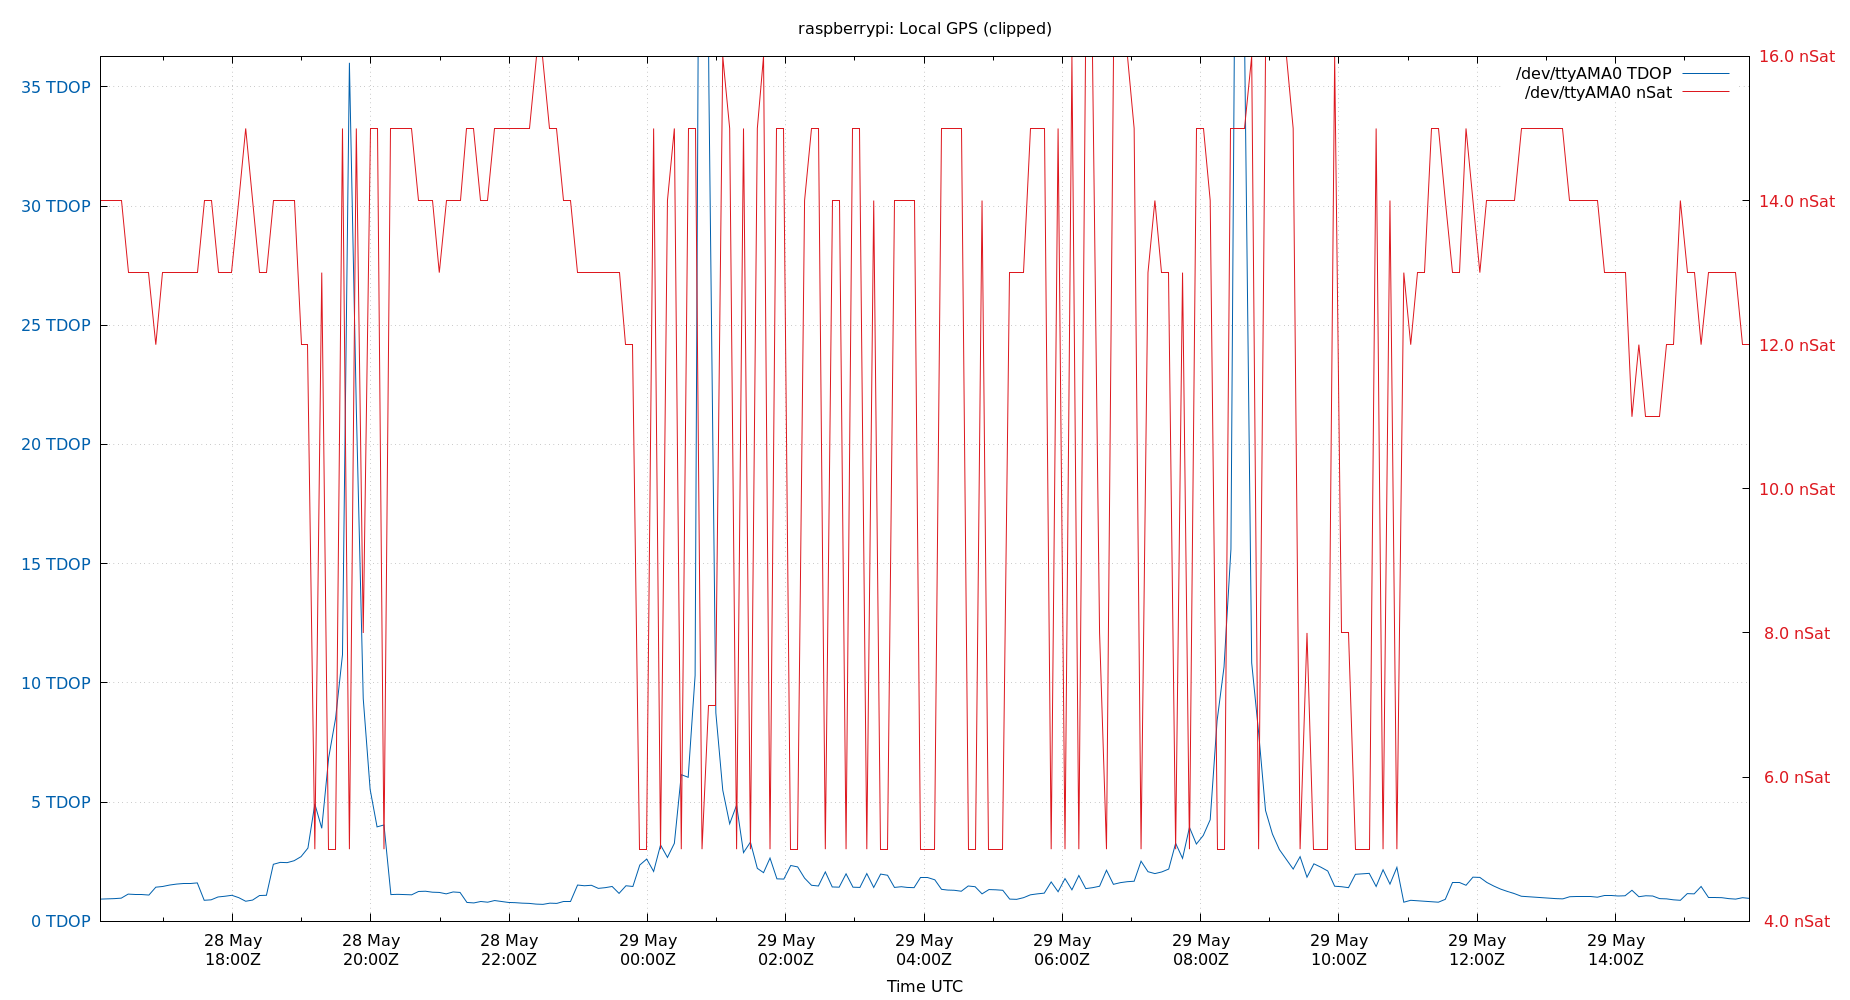 raspberrypi: Local GPS (clipped)
/dev/ttyAMA0 TDOP
/dev/ttyAMA0 nSat
35 TDOP
30 TDOP
25 TDOP
20 TDOP
15 TDOP
10 TDOP
5 TDOP
0 TDOP
16.0 nSat
14.0 nSat
12.0 nSat
10.0 nSat
8.0 nSat
6.0 nSat
4.0 nSat
28 May
18:00Z
28 May
20:00Z
28 May
22:00Z
29 May
00:00Z
29 May
02:00Z
29 May
04:00Z
29 May
06:00Z
29 May
08:00Z
29 May
10:00Z
29 May
12:00Z
29 May
14:00Z
Time UTC